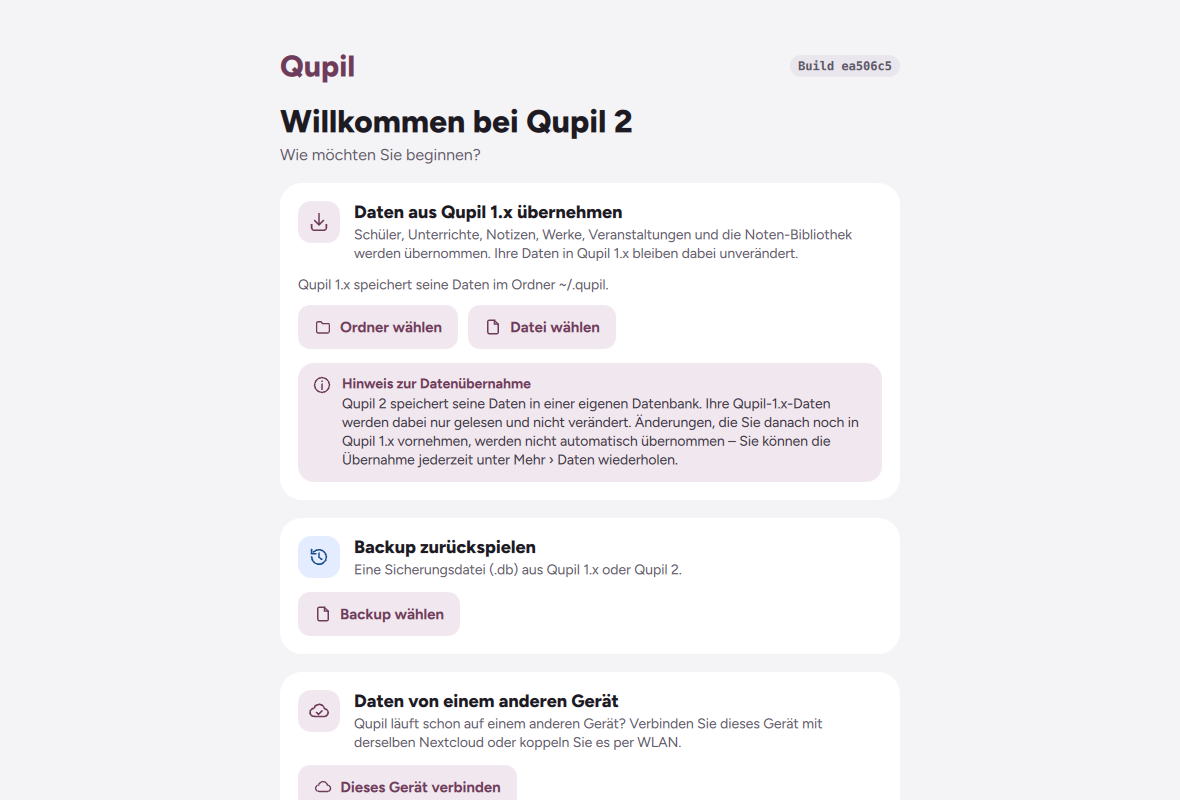 Qupil
Build ea506c5
Willkommen bei Qupil 2
Wie möchten Sie beginnen?
Daten aus Qupil 1.x übernehmen
Schüler, Unterrichte, Notizen, Werke, Veranstaltungen und die Noten-Bibliothek
werden übernommen. Ihre Daten in Qupil 1.x bleiben dabei unverändert.
Qupil 1.x speichert seine Daten im Ordner ~/.qupil.
Ordner wählen
Datei wählen
Hinweis zur Datenübernahme
Qupil 2 speichert seine Daten in einer eigenen Datenbank. Ihre Qupil-1.x-Daten
werden dabei nur gelesen und nicht verändert. Änderungen, die Sie danach noch in
Qupil 1.x vornehmen, werden nicht automatisch übernommen – Sie können die
Übernahme jederzeit unter Mehr › Daten wiederholen.
Backup zurückspielen
Eine Sicherungsdatei (.db) aus Qupil 1.x oder Qupil 2.
Backup wählen
Daten von einem anderen Gerät
Qupil läuft schon auf einem anderen Gerät? Verbinden Sie dieses Gerät mit
derselben Nextcloud oder koppeln Sie es per WLAN.
Dieses Gerät verbinden